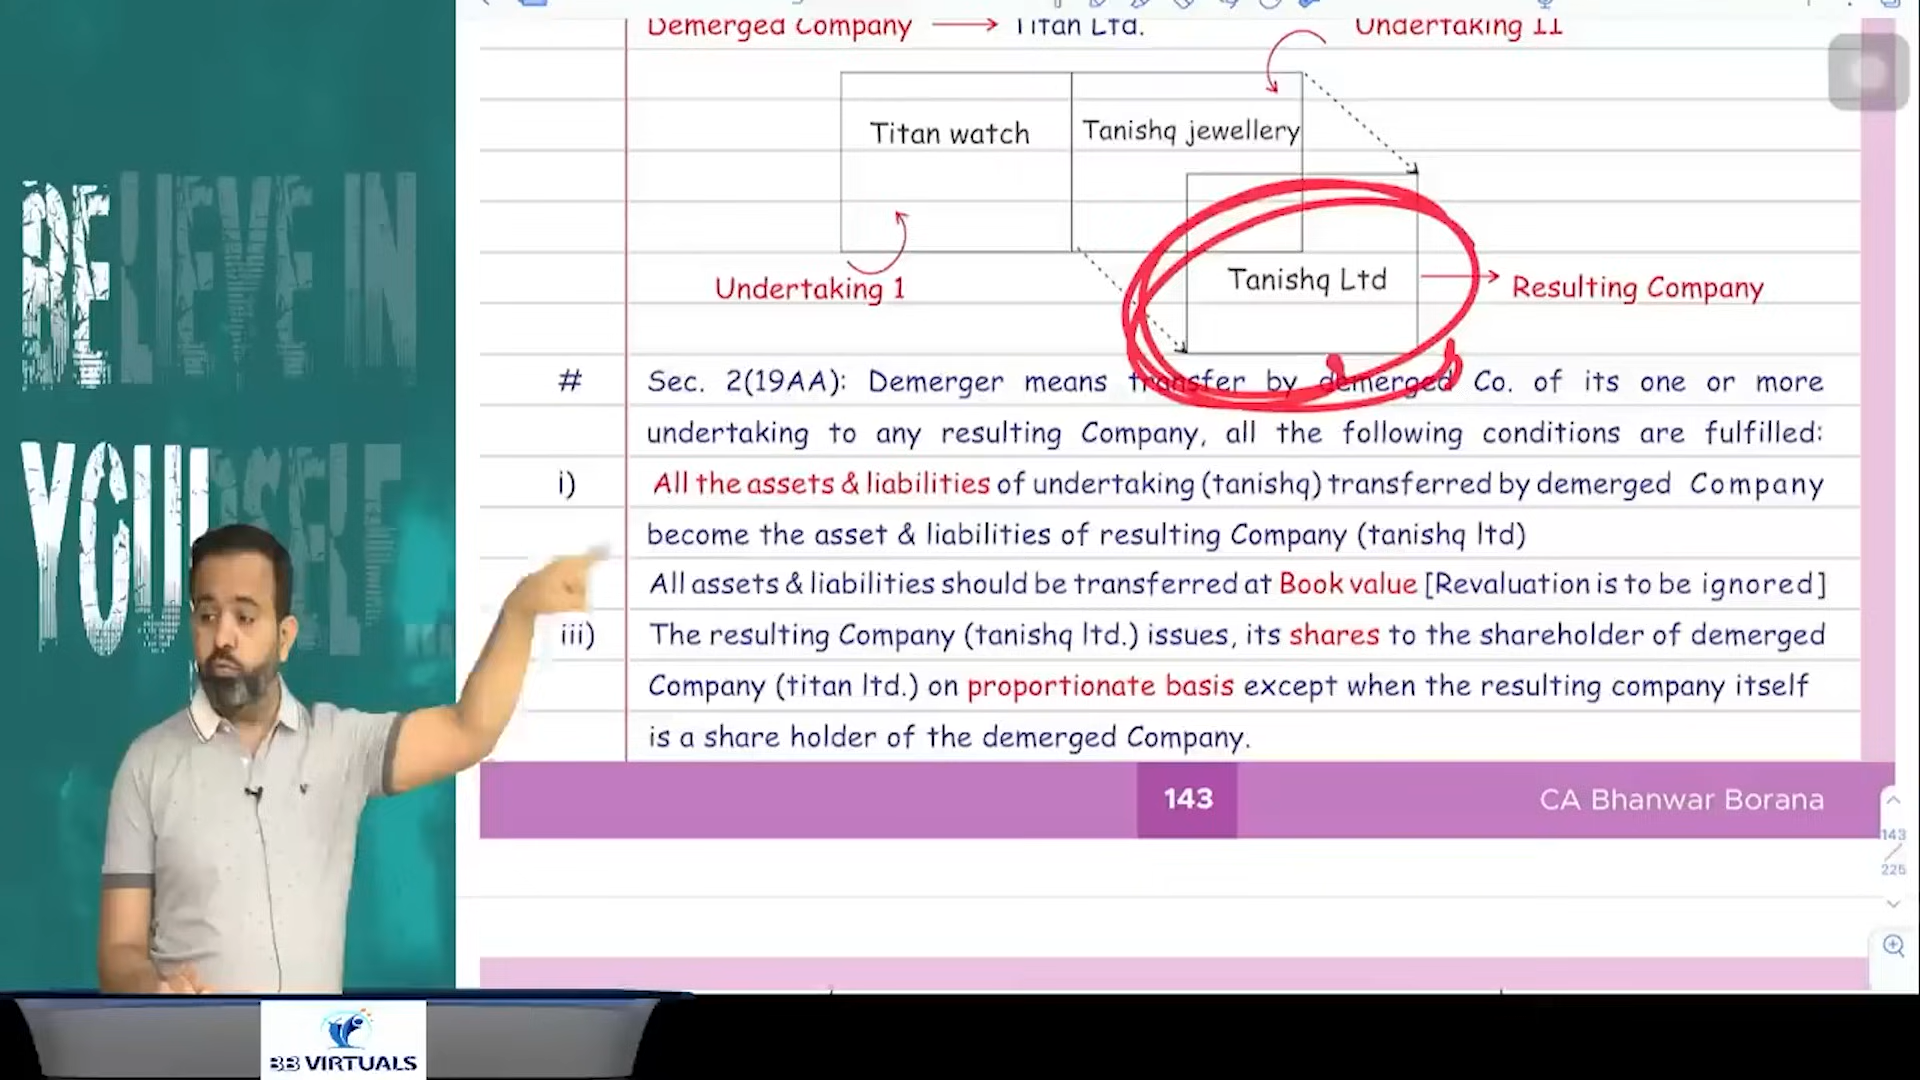 Demerged Company → Titan Ltd. Undertaking II
Titan watch Tanishq jewellery
Tanishq Ltd
Undertaking 1 Resulting Company
# Sec. 2(19AA): Demerger means transfer by demerged Co. of its one or more
undertaking to any resulting Company, all the following conditions are fulfilled:
i) All the assets & liabilities of undertaking (tanishq) transferred by demerged Company
become the asset & liabilities of resulting Company (tanishq ltd)
All assets & liabilities should be transferred at Book value [Revaluation is to be ignored]
iii) The resulting Company (tanishq ltd.) issues, its shares to the shareholder of demerged
Company (titan ltd.) on proportionate basis except when the resulting company itself
is a share holder of the demerged Company.
143 CA Bhanwar Borana
143
225
BELIEVE IN
YOURSELF
BB VIRTUALS